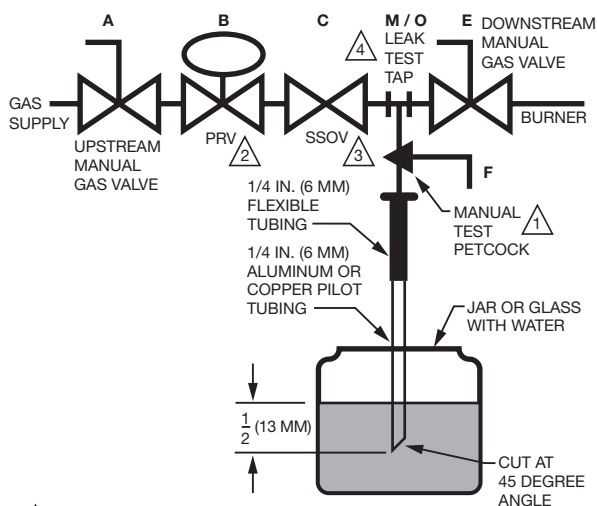 A
B
C
M / O
E
DOWNSTREAM
MANUAL
GAS VALVE
4
LEAK
TEST
TAP
GAS
SUPPLY
BURNER
UPSTREAM
MANUAL
GAS VALVE
PRV
2
SSOV
3
F
1/4 IN. (6 MM)
FLEXIBLE
TUBING
MANUAL
TEST
PETCOCK
1
1/4 IN. (6 MM)
ALUMINUM OR
COPPER PILOT
TUBING
JAR OR GLASS
WITH WATER
1/2 (13 MM)
CUT AT
45 DEGREE
ANGLE